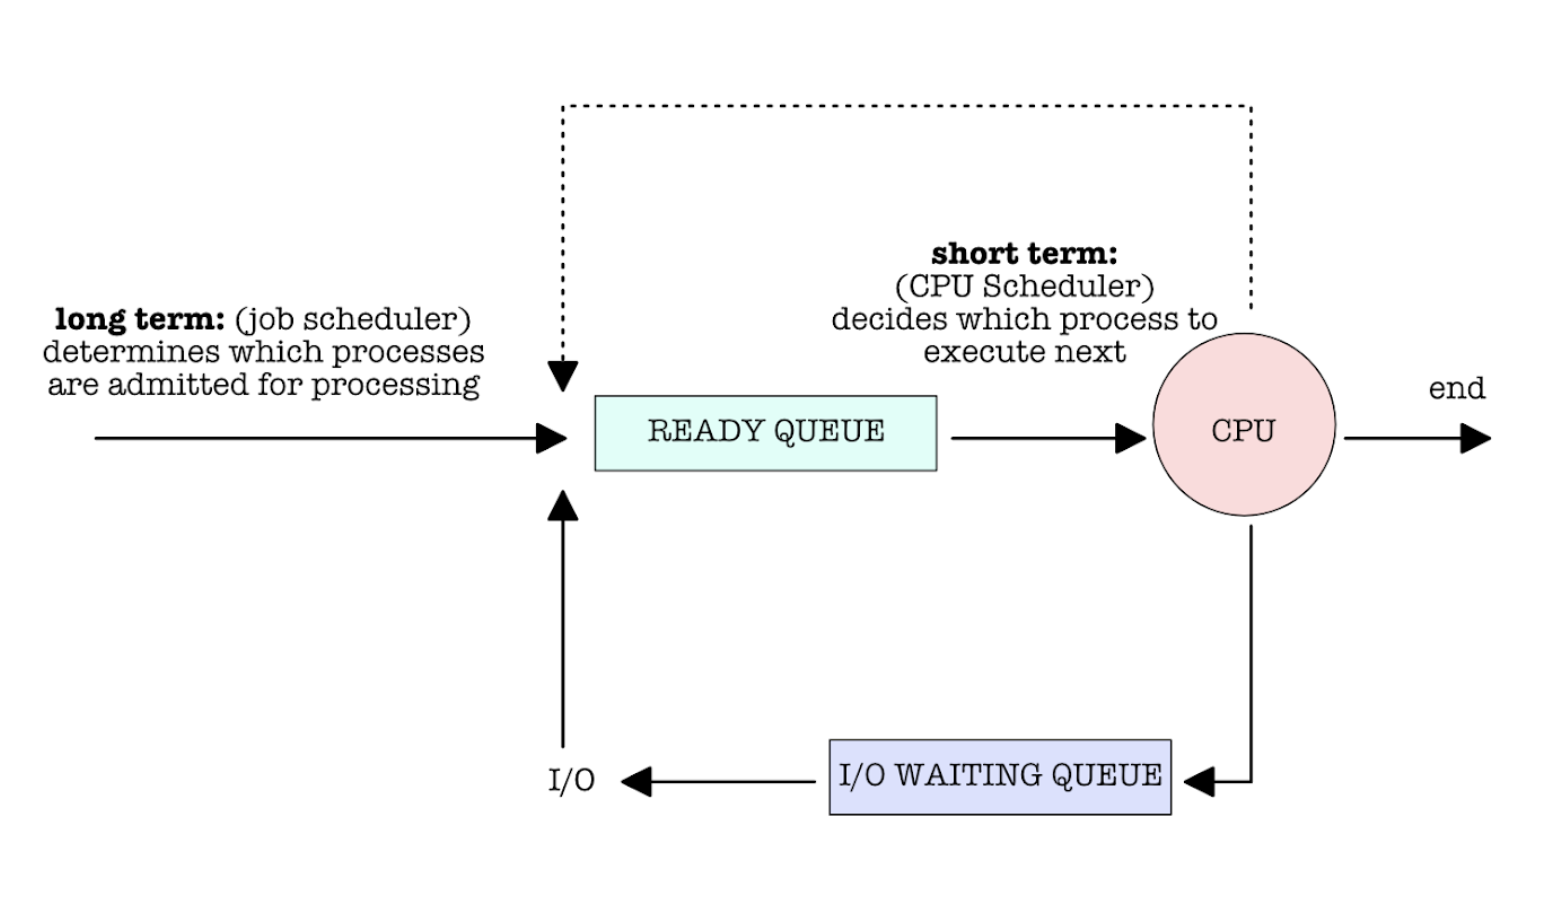 short term:
(CPU Scheduler)
decides which process to
execute next
long term: (job scheduler)
determines which processes
are admitted for processing
end
READY QUEUE
CPU
I/O
I/O WAITING QUEUE